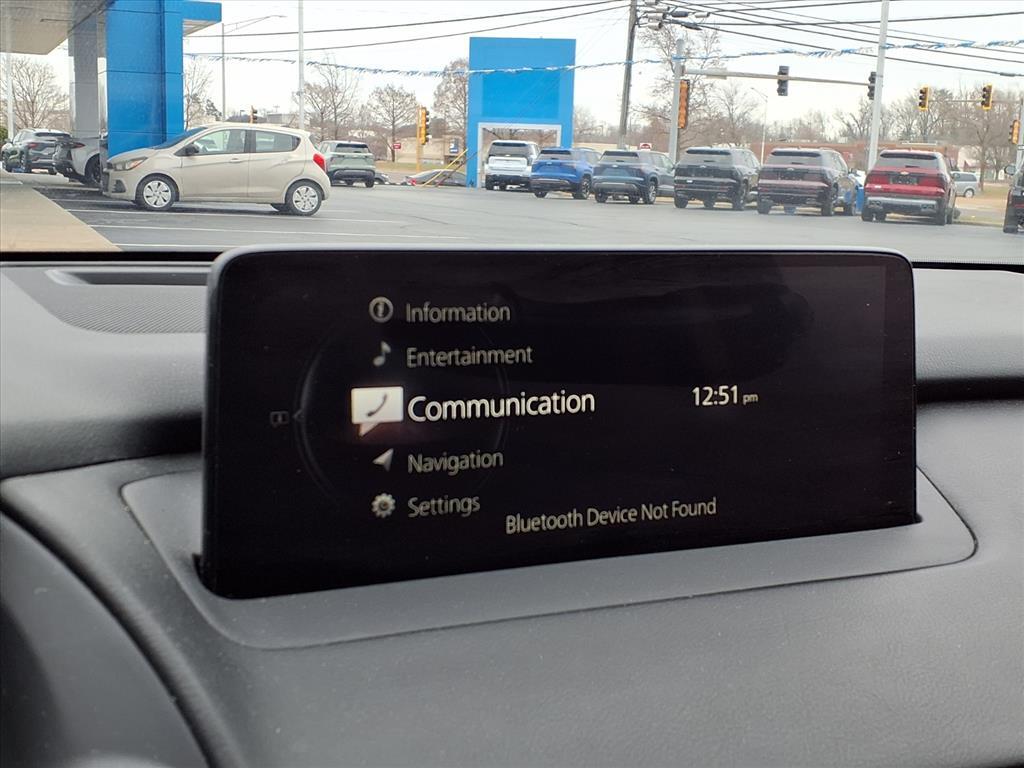 Information
Entertainment
Communication
12:51 pm
Navigation
Settings
Bluetooth Device Not Found